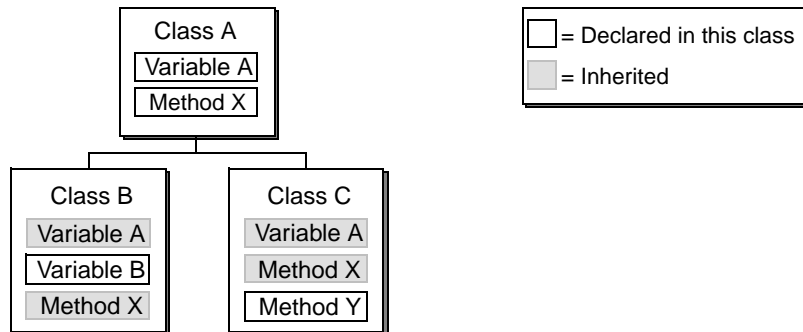 Class A
Variable A
Method X
= Declared in this class
= Inherited
Class B
Variable A
Variable B
Method X
Class C
Variable A
Method X
Method Y